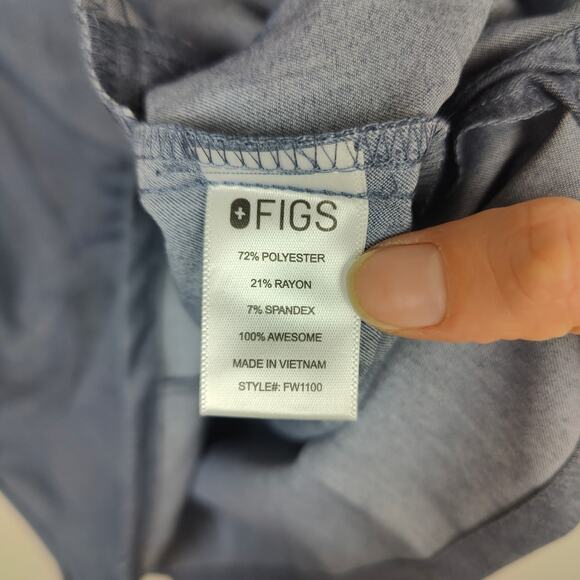 FIGS
72% POLYESTER
21% RAYON
7% SPANDEX
100% AWESOME
MADE IN VIETNAM
STYLE#: FW1100